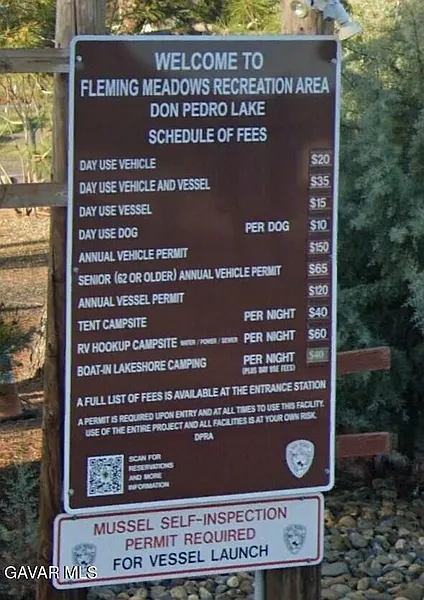 WELCOME TO
FLEMING MEADOWS RECREATION AREA
DON PEDRO LAKE
SCHEDULE OF FEES
DAY USE VEHICLE $20
DAY USE VEHICLE AND VESSEL $35
DAY USE VESSEL $15
DAY USE DOG PER DOG $10
ANNUAL VEHICLE PERMIT $150
SENIOR (62 OR OLDER) ANNUAL VEHICLE PERMIT $65
ANNUAL VESSEL PERMIT $120
TENT CAMPSITE PER NIGHT $40
RV HOOKUP CAMPSITE WATER / POWER / SEWER PER NIGHT $60
BOAT-IN LAKESHORE CAMPING PER NIGHT $40
(PLUS DAY USE FEES)
A FULL LIST OF FEES IS AVAILABLE AT THE ENTRANCE STATION
A PERMIT IS REQUIRED UPON ENTRY AND AT ALL TIMES TO USE THIS FACILITY.
USE OF THE ENTIRE PROJECT AND ALL FACILITIES IS AT YOUR OWN RISK.
DPRA
SCAN FOR
RESERVATIONS
AND MORE
INFORMATION
MUSSEL SELF-INSPECTION
PERMIT REQUIRED
FOR VESSEL LAUNCH
GAVAR MLS